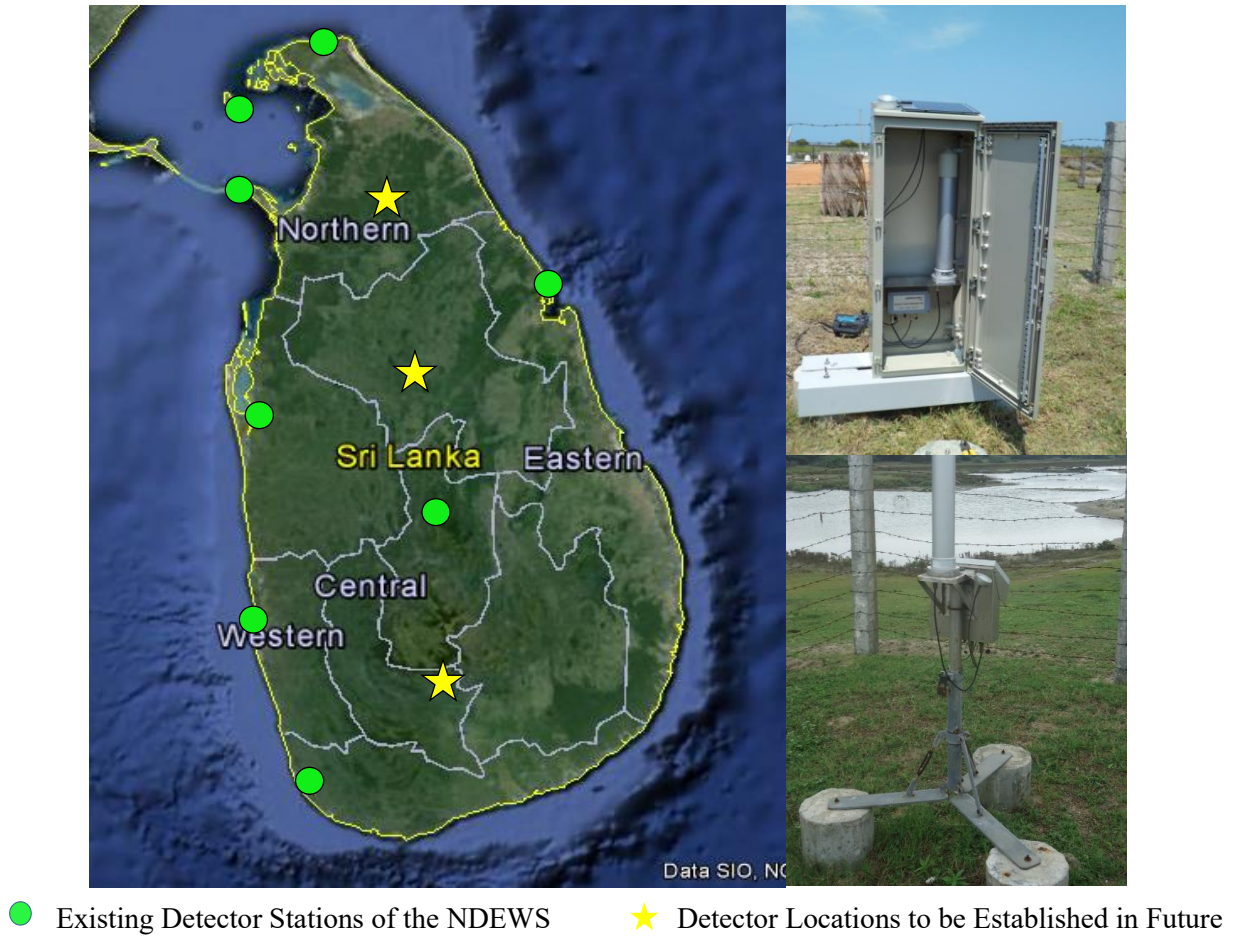 Northern
Sri Lanka
Eastern
Central
Western
Data SIO, NO
Existing Detector Stations of the NDEWS
Detector Locations to be Established in Future